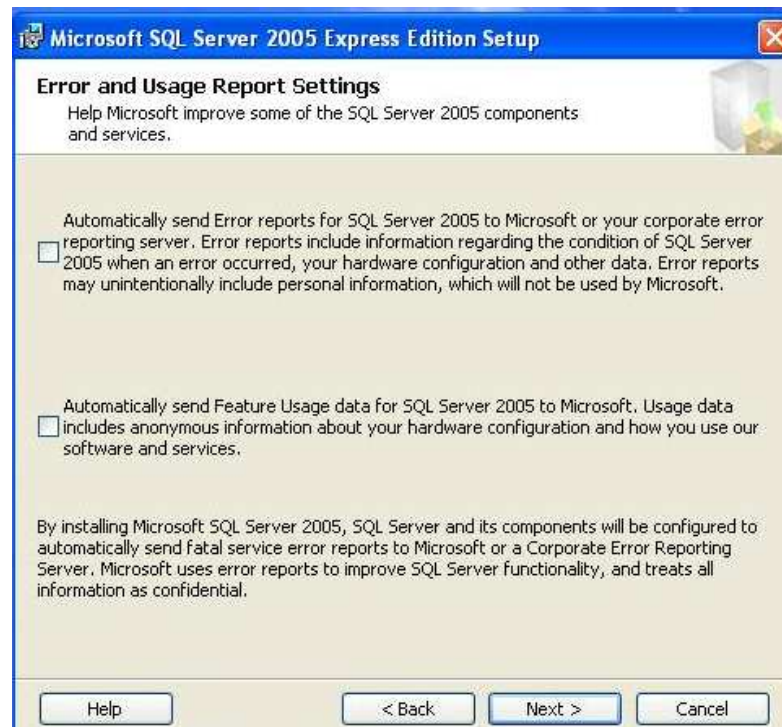 Microsoft SQL Server 2005 Express Edition Setup
Error and Usage Report Settings
Help Microsoft improve some of the SQL Server 2005 components
and services.
Automatically send Error reports for SQL Server 2005 to Microsoft or your corporate error
reporting server. Error reports include information regarding the condition of SQL Server
2005 when an error occurred, your hardware configuration and other data. Error reports
may unintentionally include personal information, which will not be used by Microsoft.
Automatically send Feature Usage data for SQL Server 2005 to Microsoft. Usage data
includes anonymous information about your hardware configuration and how you use our
software and services.
By installing Microsoft SQL Server 2005, SQL Server and its components will be configured to
automatically send fatal service error reports to Microsoft or a Corporate Error Reporting
Server. Microsoft uses error reports to improve SQL Server functionality, and treats all
information as confidential.
Help < Back Next > Cancel